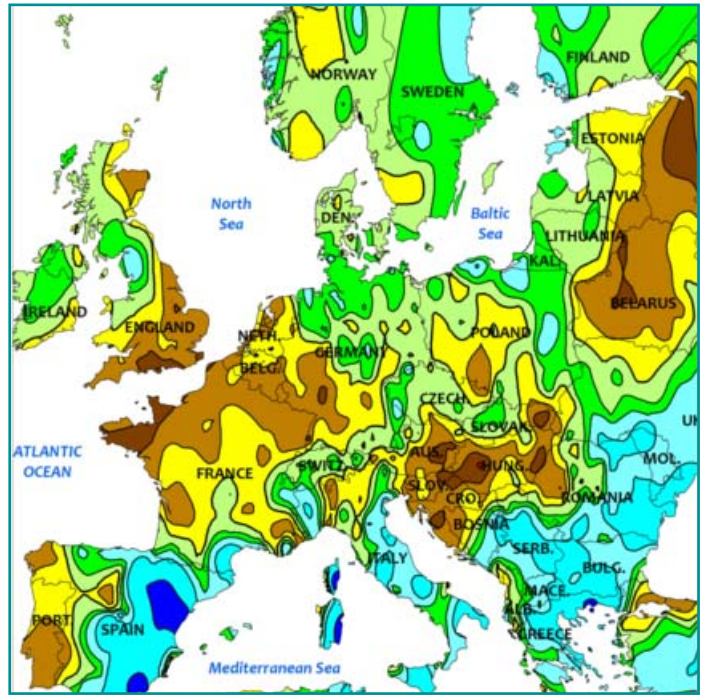 FINLAND
NORWAY
SWEDEN
ESTONIA
LATVIA
North
Sea
DEN.
Baltic
Sea
LITHUANIA
KAL.
IRELAND
ENGLAND
BELARUS
NETH.
GERMANY
POLAND
BELG.
CZECH.
SLOVAK.
UK
ATLANTIC
OCEAN
FRANCE
SWITZ.
AUS.
HUNG.
MOL.
SLOV.
CRO.
ROMANIA
BOSNIA
ITALY
SERB.
BULG.
PORT.
SPAIN
MACE.
ALB.
GREECE
Mediterranean Sea